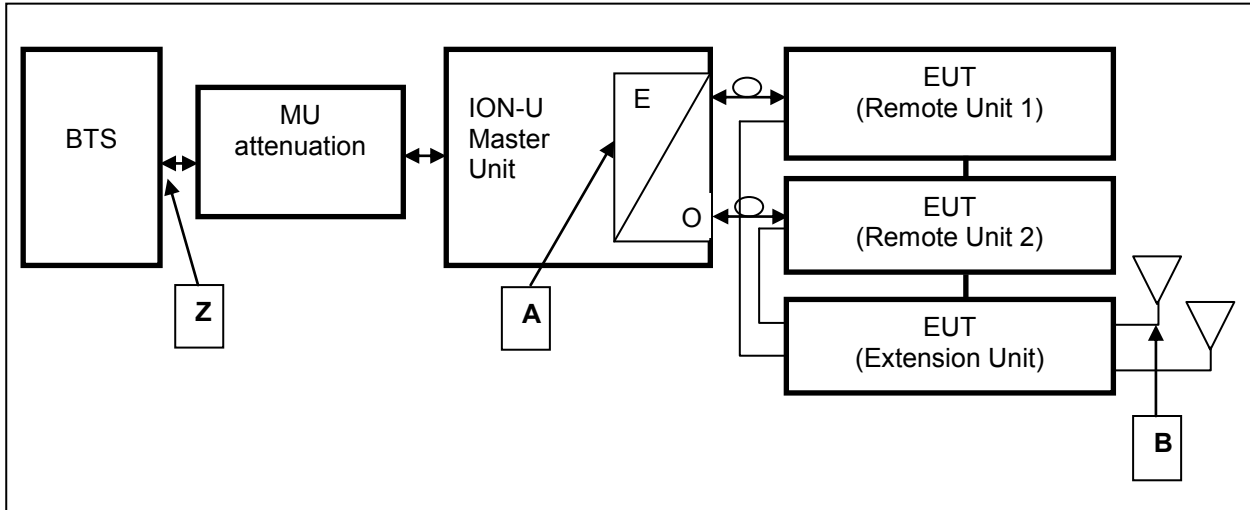 BTS
MU
attenuation
ION-U
Master
Unit
E
O
EUT
(Remote Unit 1)
EUT
(Remote Unit 2)
EUT
(Extension Unit)
Z
A
B